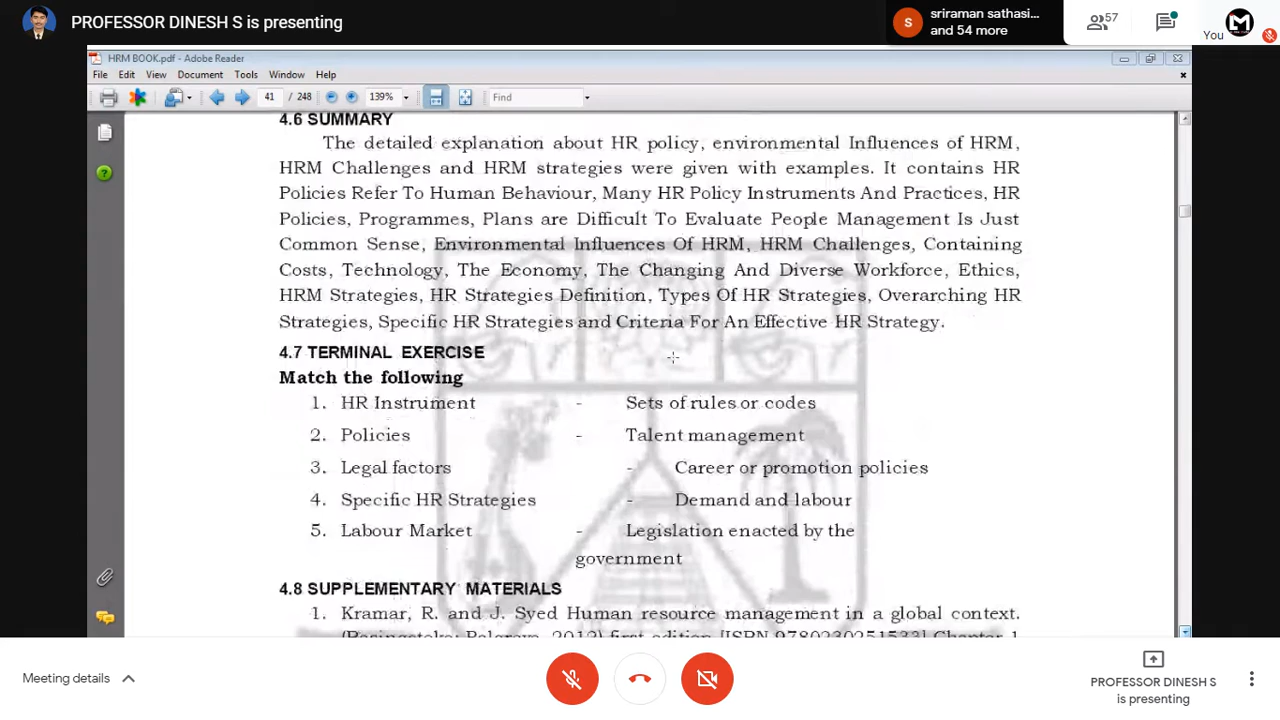 PROFESSOR DINESH S is presenting
S
sriraman sathasi...
and 54 more
57
You
M
HRM BOOK.pdf - Adobe Reader
File Edit View Document Tools Window Help
41 / 248 139% Find
4.6 SUMMARY
The detailed explanation about HR policy, environmental Influences of HRM,
HRM Challenges and HRM strategies were given with examples. It contains HR
Policies Refer To Human Behaviour, Many HR Policy Instruments And Practices, HR
Policies, Programmes, Plans are Difficult To Evaluate People Management Is Just
Common Sense, Environmental Influences Of HRM, HRM Challenges, Containing
Costs, Technology, The Economy, The Changing And Diverse Workforce, Ethics,
HRM Strategies, HR Strategies Definition, Types Of HR Strategies, Overarching HR
Strategies, Specific HR Strategies and Criteria For An Effective HR Strategy.
4.7 TERMINAL EXERCISE
Match the following
1. HR Instrument - Sets of rules or codes
2. Policies - Talent management
3. Legal factors - Career or promotion policies
4. Specific HR Strategies - Demand and labour
5. Labour Market - Legislation enacted by the
government
4.8 SUPPLEMENTARY MATERIALS
1. Kramar, R. and J. Syed Human resource management in a global context.
(Basingstoke: Palgrave, 2012) first edition [ISBN 9780230251533] Chapter 1
Meeting details
PROFESSOR DINESH S
is presenting